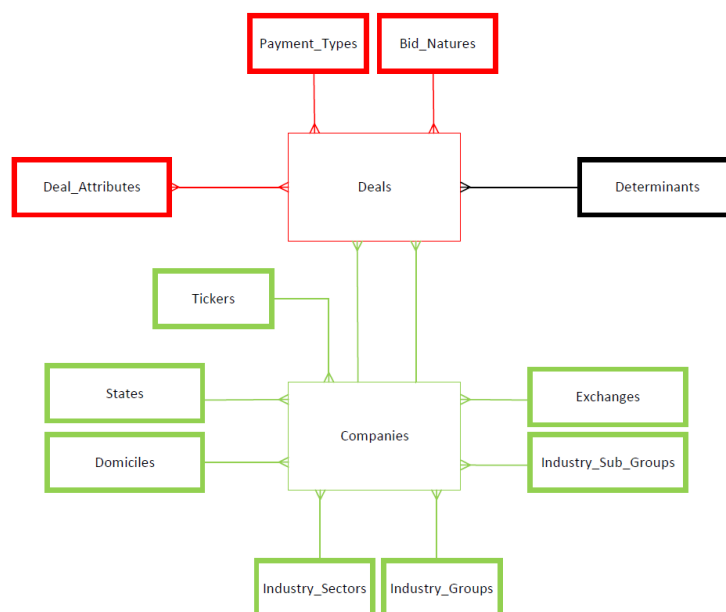 Payment_Types
Bid_Natures
Deal_Attributes
Deals
Determinants
Tickers
States
Exchanges
Companies
Domiciles
Industry_Sub_Groups
Industry_Sectors
Industry_Groups